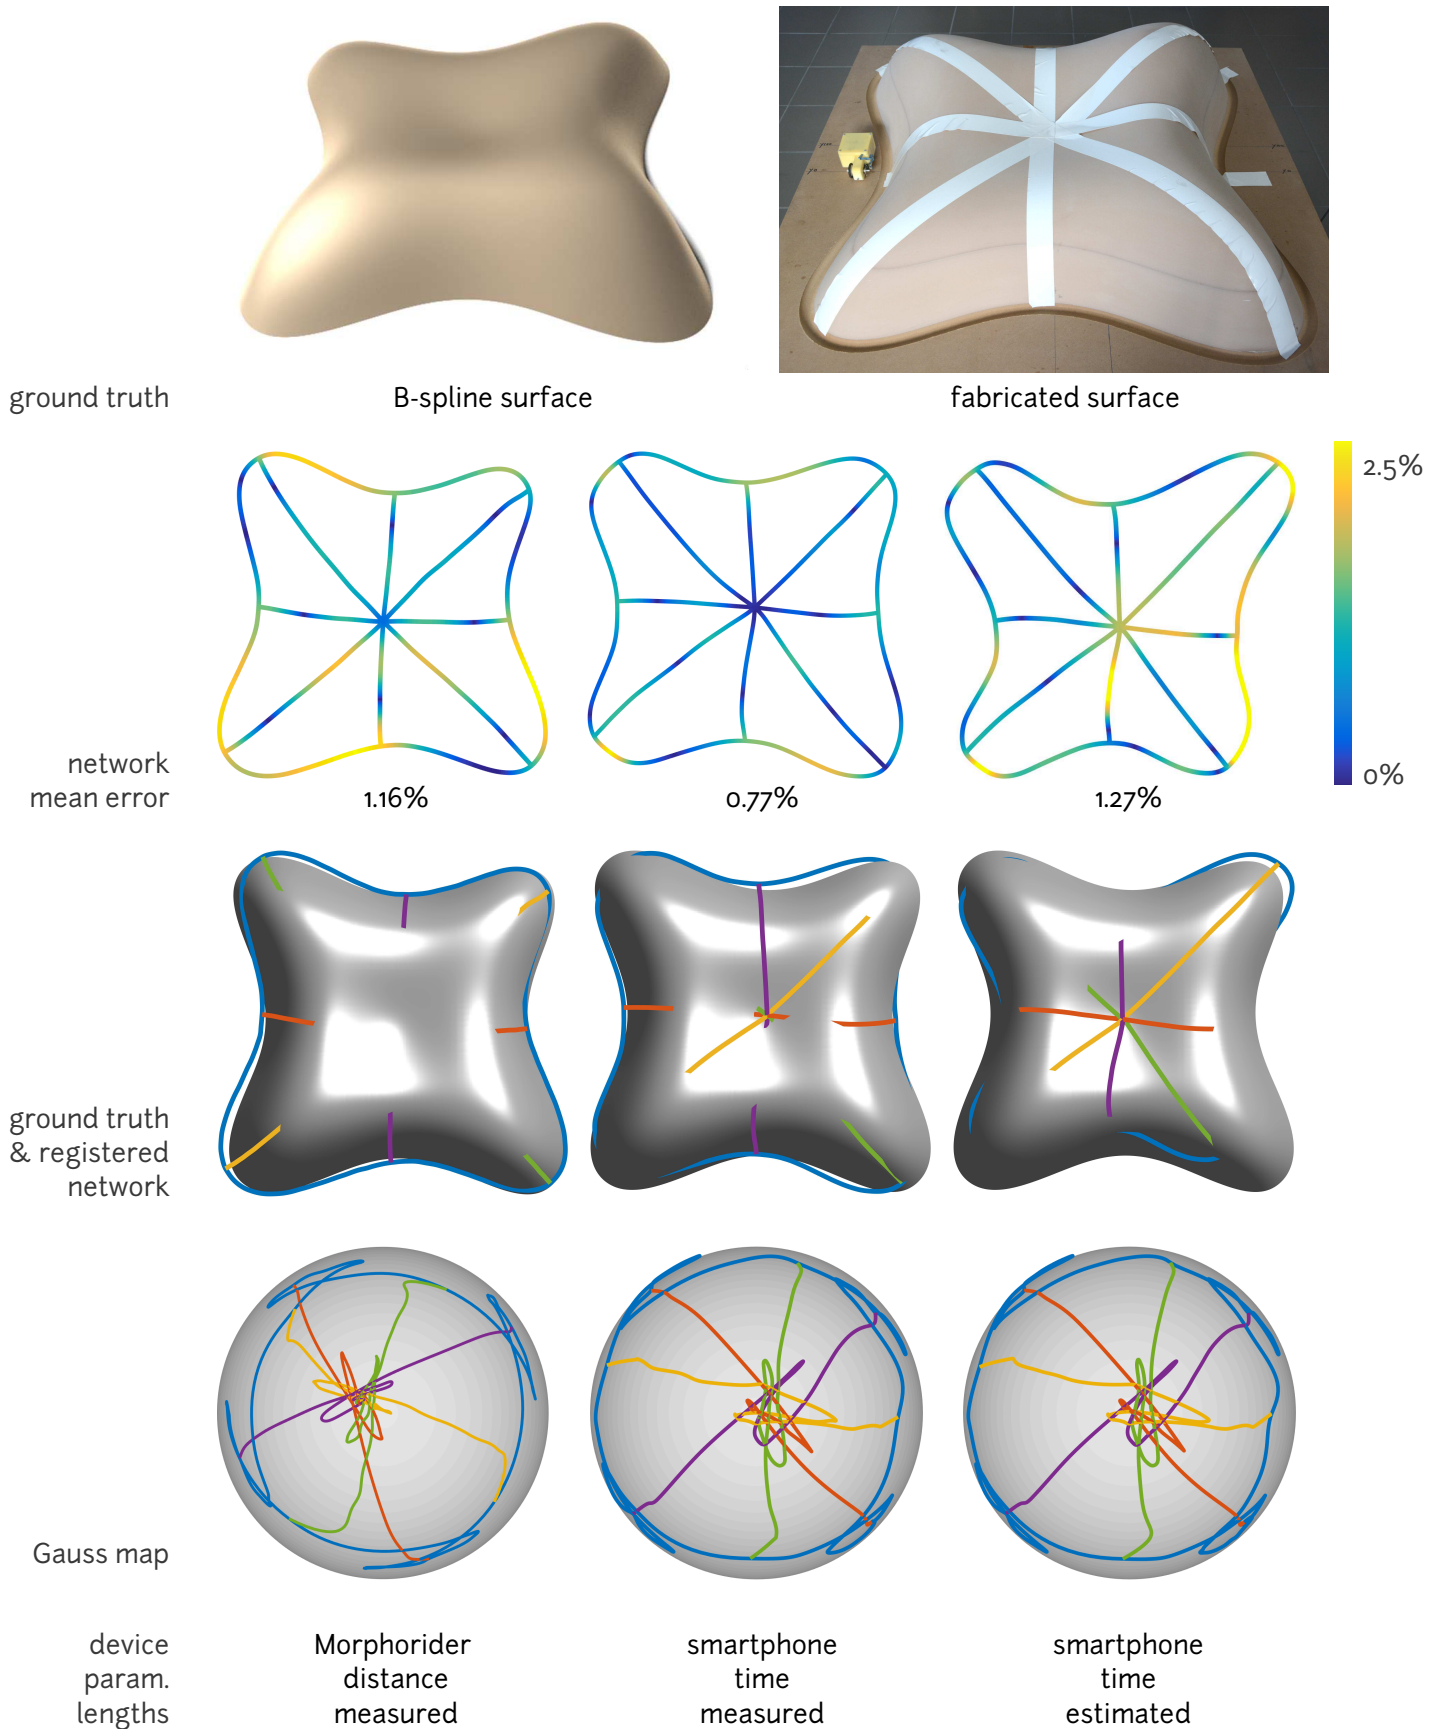 ground truth
B-spline surface
fabricated surface
2.5%
0%
network
mean error
1.16%
0.77%
1.27%
ground truth
& registered
network
Gauss map
device
Morphorider
smartphone
smartphone
param.
distance
time
time
lengths
measured
measured
estimated